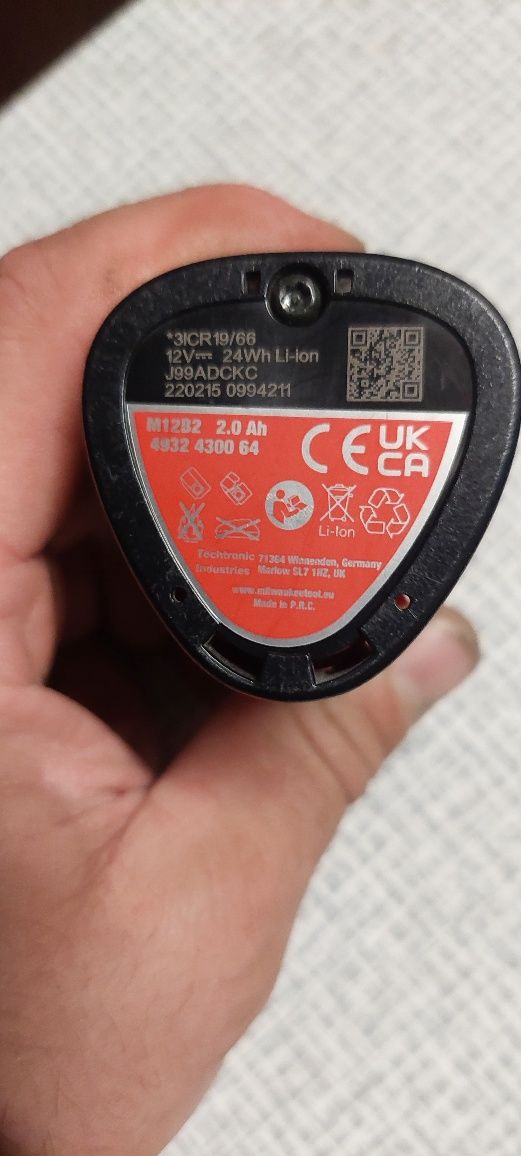 *3ICR19/66
12V⎓ 24Wh Li-ion
J99ADCKC
220215 0994211
M12B2 2.0 Ah
4932 4300 64
CE UK
CA
Li-Ion
Techtronic 71364 Winnenden, Germany
Industries Marlow SL7 1HZ, UK
www.milwaukeetool.eu
Made in P.R.C.